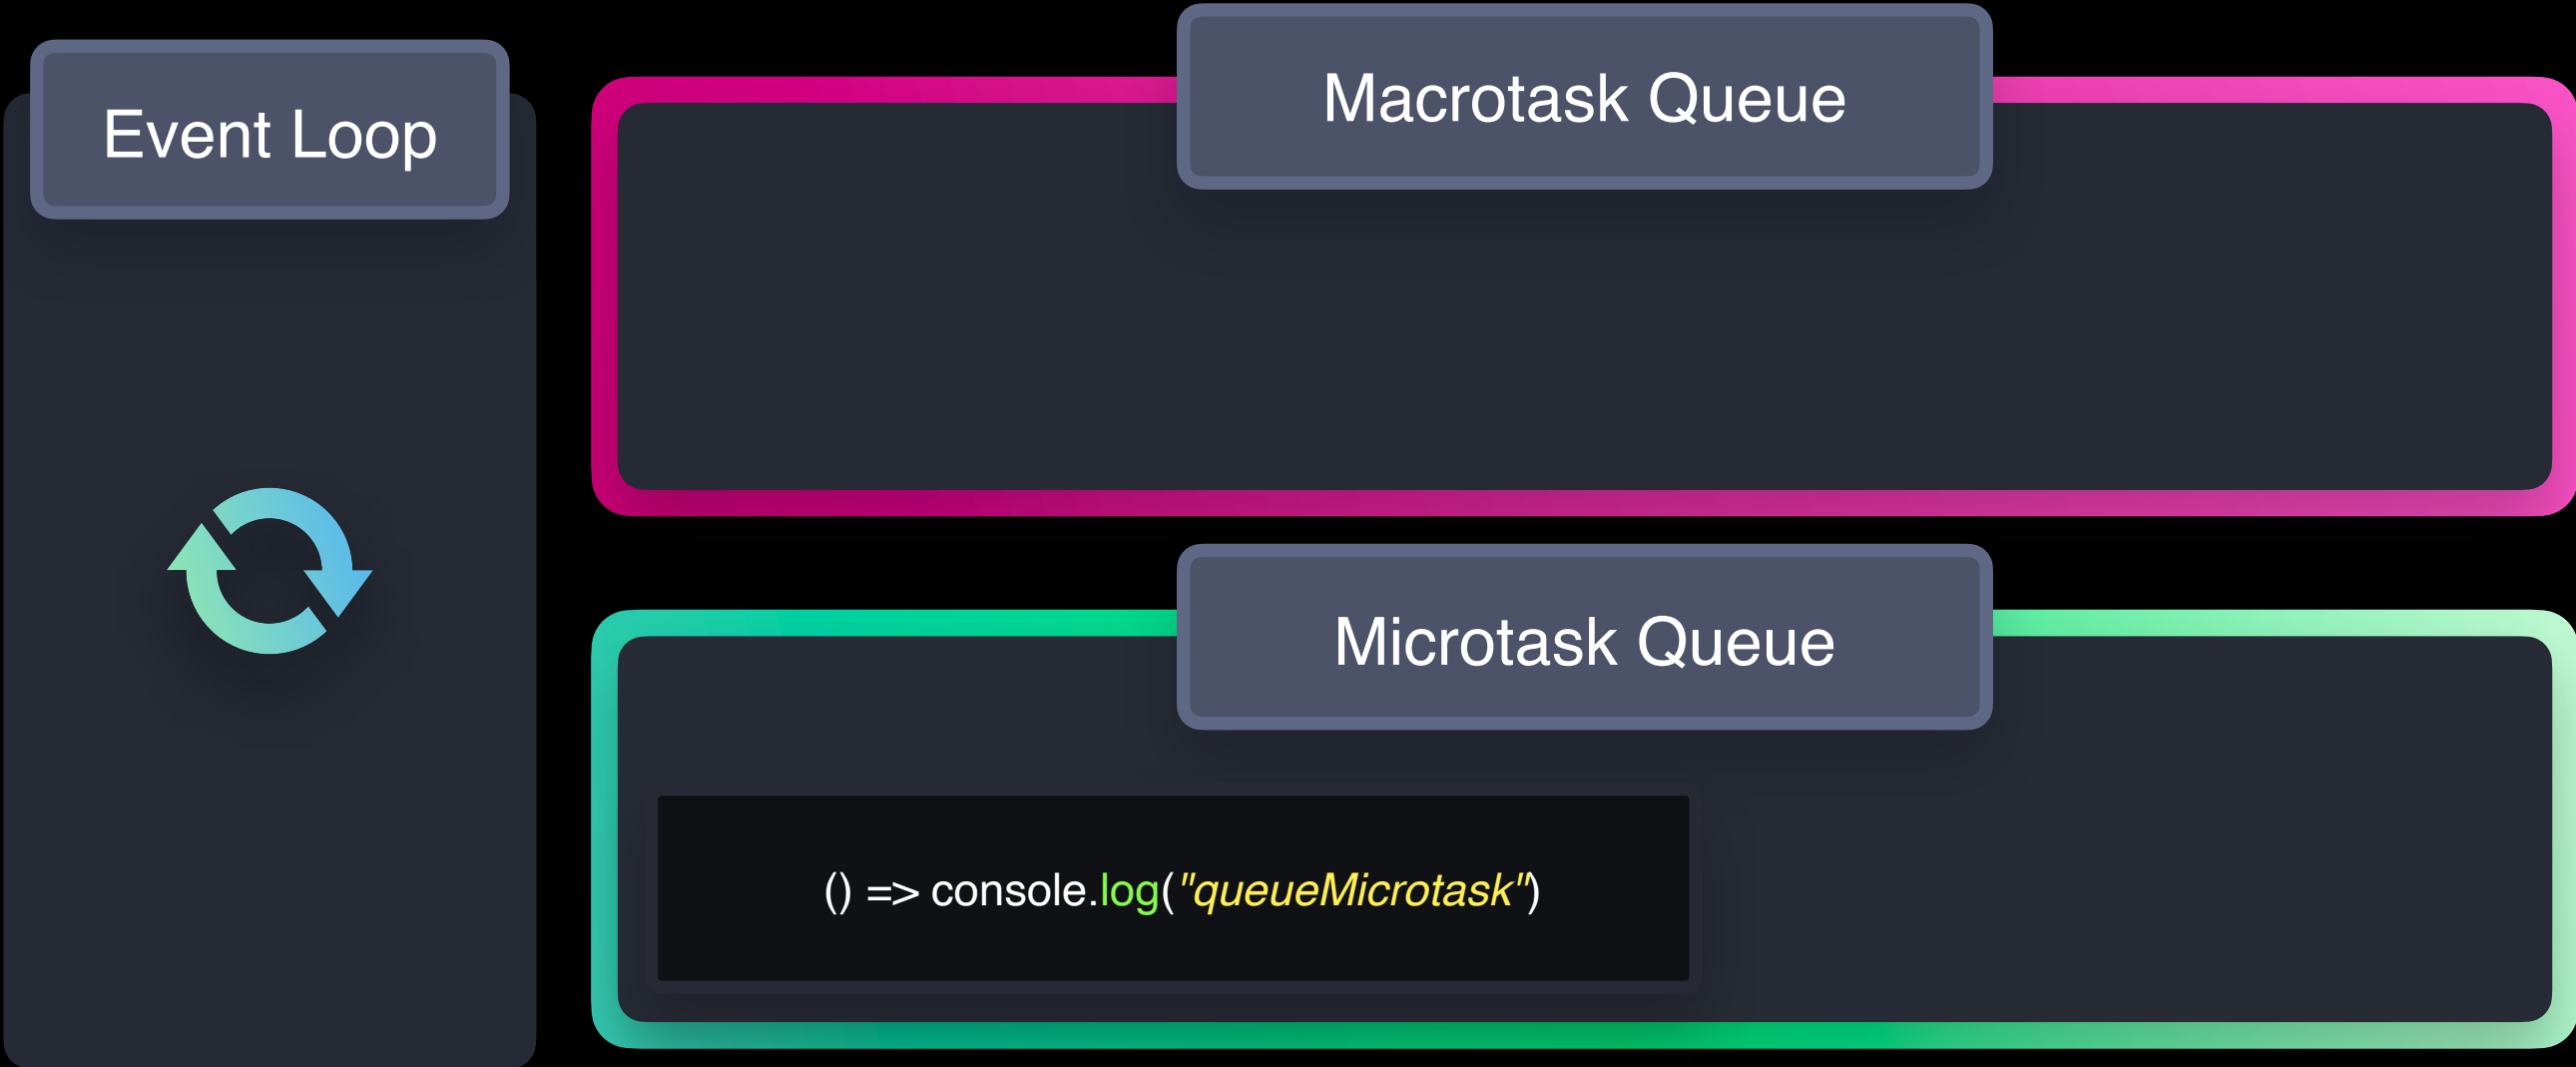 Event Loop
Macrotask Queue
Microtask Queue
() => console.log("queueMicrotask")